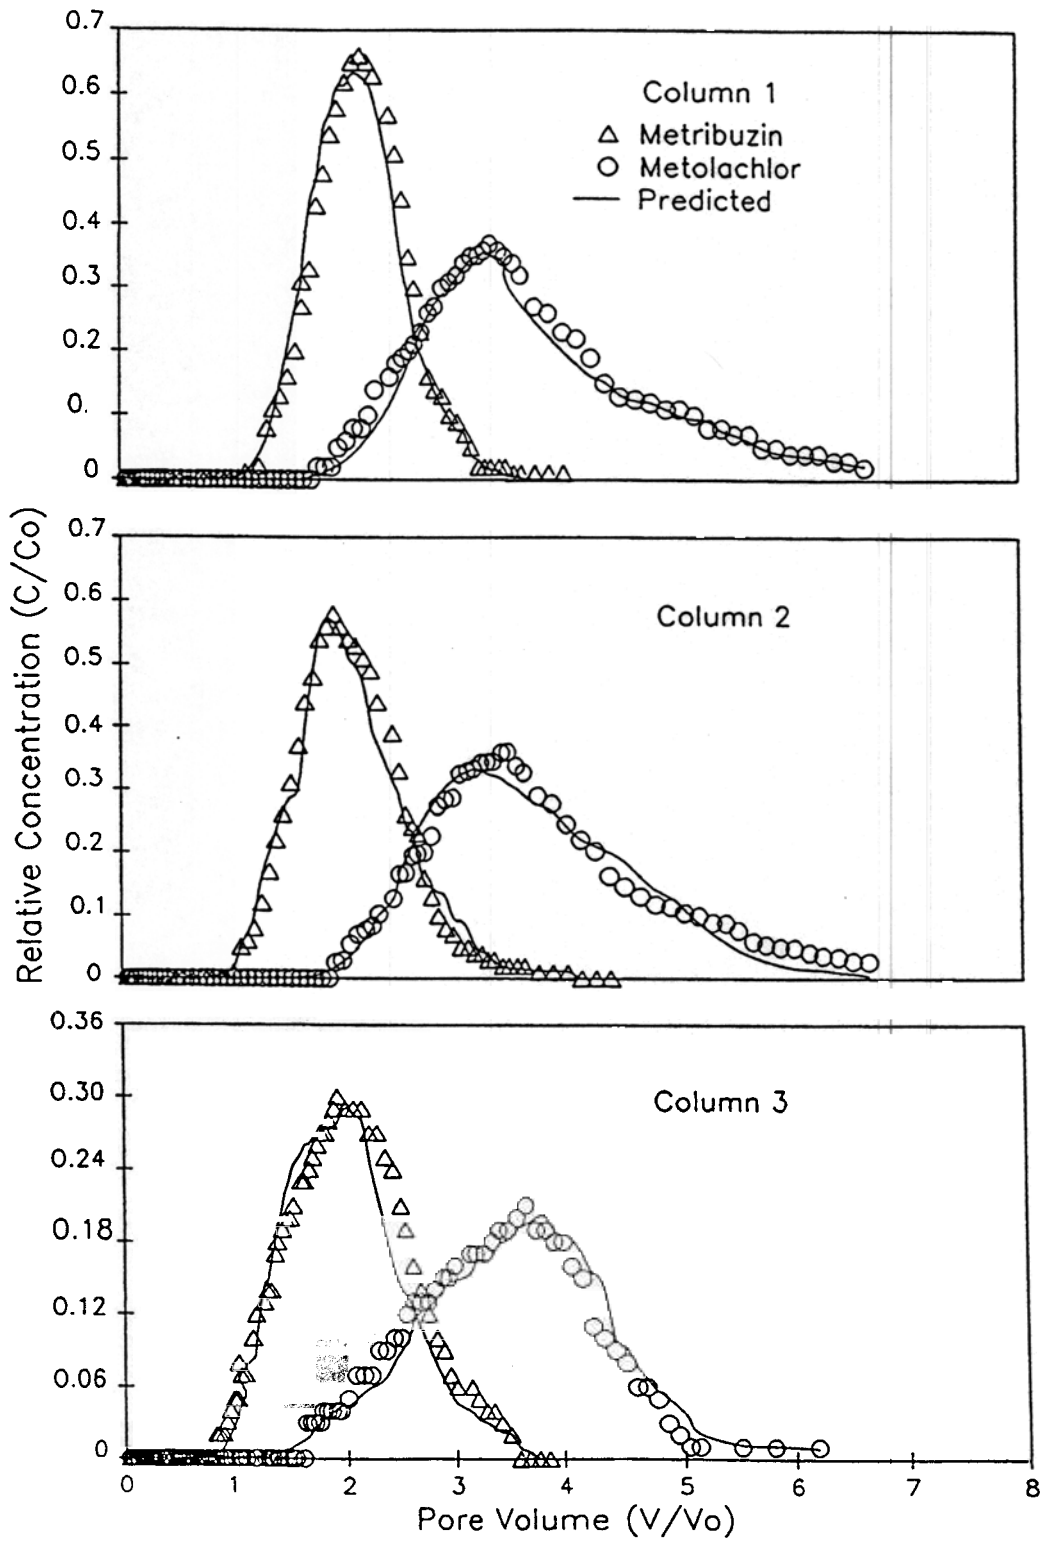 0.7
0.6
0.5
0.4
0.3
0.2
0.
0
Column 1
Metribuzin
Metolachlor
Predicted
Relative Concentration (C/Co)
0.7
0.6
0.5
0.4
0.3
0.2
0.1
0
Column 2
0.36
0.30
0.24
0.18
0.12
0.06
0
Column 3
0 1 2 3 4 5 6 7 8
Pore Volume (V/Vo)